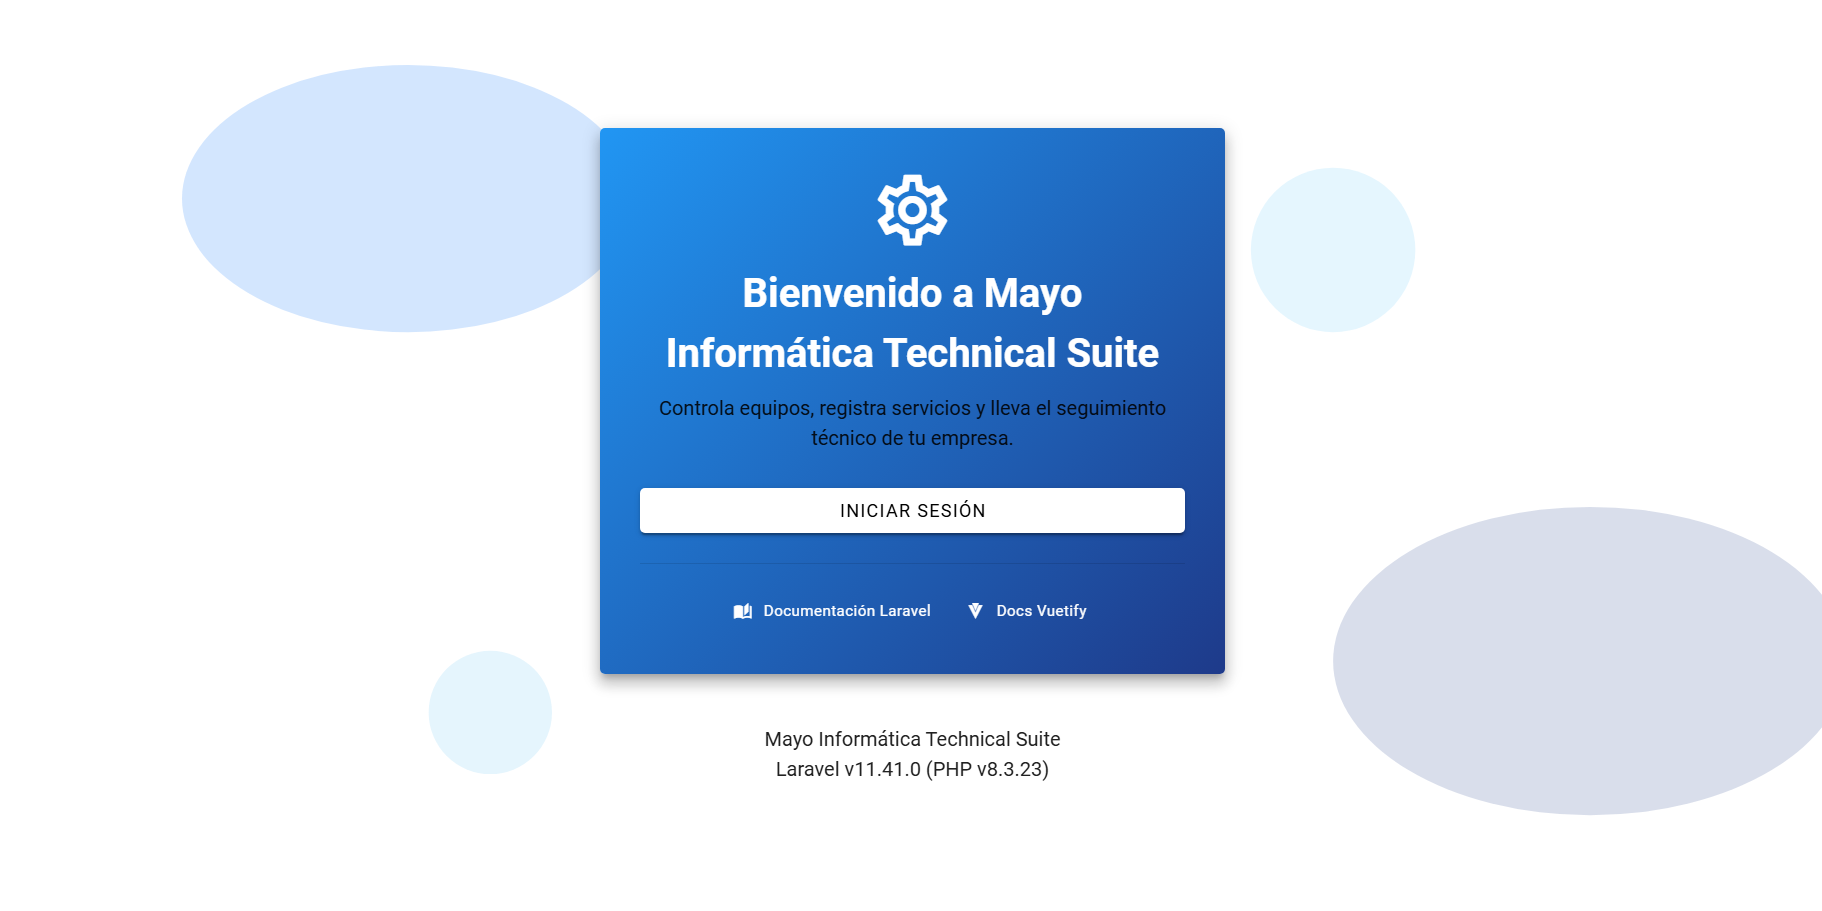 Bienvenido a Mayo
Informática Technical Suite
Controla equipos, registra servicios y lleva el seguimiento
técnico de tu empresa.
INICIAR SESIÓN
Documentación Laravel
Docs Vuetify
Mayo Informática Technical Suite
Laravel v11.41.0 (PHP v8.3.23)